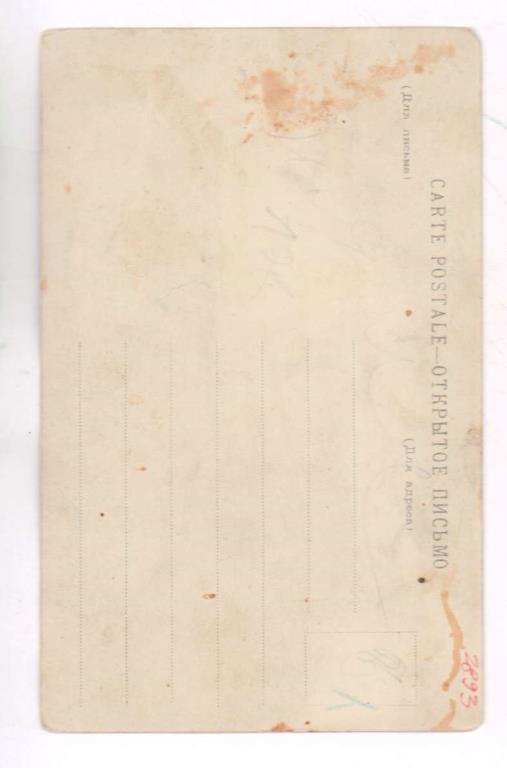 CARTE POSTALE—ОТКРЫТОЕ ПИСЬМО
(Для письма)
(Для адреса)
2893